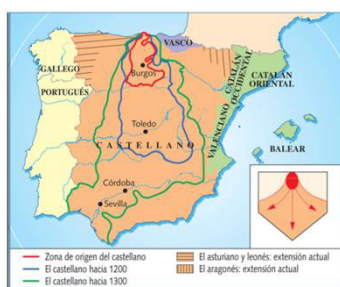 VASCO
GALLEGO
PORTUGUÉS
Burgos
CATALÁN
OCCIDENTAL
CATALÁN
ORIENTAL
Toledo
CASTELLANO
VALENCIANO
BALEAR
Córdoba
Sevilla
Zona de origen del castellano
El castellano hacia 1200
El castellano hacia 1300
El asturiano y leonés: extensión actual
El aragonés: extensión actual